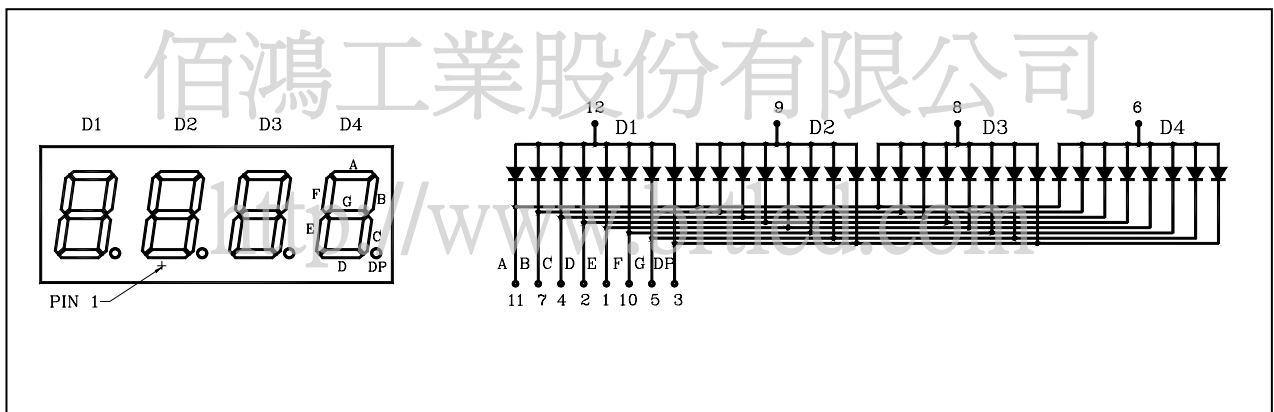 佰鴻工業股份有限公司
http://www.brtled.com
D1 D2 D3 D4
A
F
G
B
E
C
D
DP
PIN 1
12 9 8 6
D1 D2 D3 D4
A B C D E F G DP
11 7 4 2 1 10 5 3